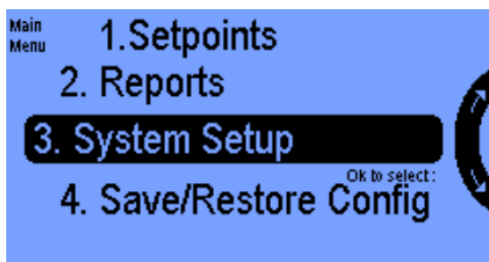 Main
Menu
1.Setpoints
2. Reports
3. System Setup
Ok to select:
4. Save/Restore Config